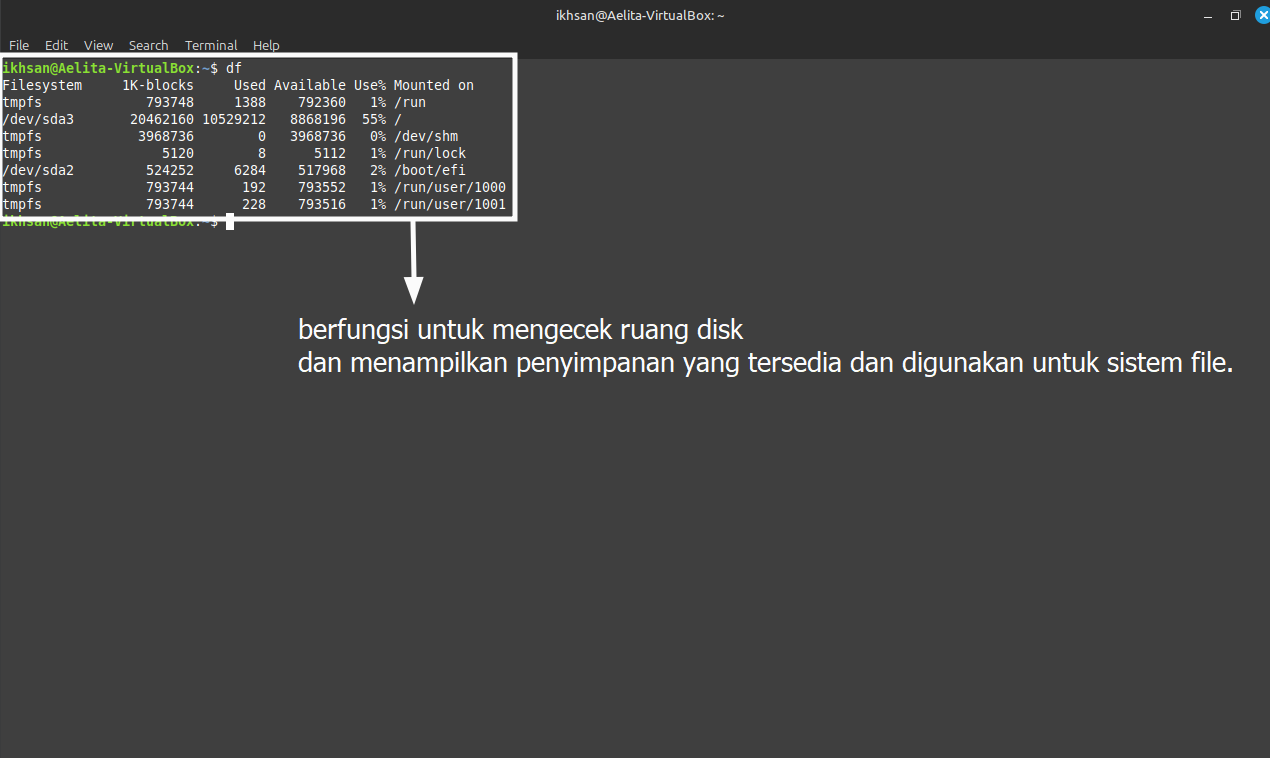 ikhsan@Aelita-VirtualBox: ~
File Edit View Search Terminal Help
ikhsan@Aelita-VirtualBox:~$ df
Filesystem     1K-blocks     Used Available Use% Mounted on
tmpfs             793748     1388    792360   1% /run
/dev/sda3       20462160 10529212   8868196  55% /
tmpfs            3968736        0   3968736   0% /dev/shm
tmpfs               5120        8      5112   1% /run/lock
/dev/sda2         524252     6284    517968   2% /boot/efi
tmpfs             793744      192    793552   1% /run/user/1000
tmpfs             793744      228    793516   1% /run/user/1001
ikhsan@Aelita-VirtualBox:~$
berfungsi untuk mengecek ruang disk
dan menampilkan penyimpanan yang tersedia dan digunakan untuk sistem file.